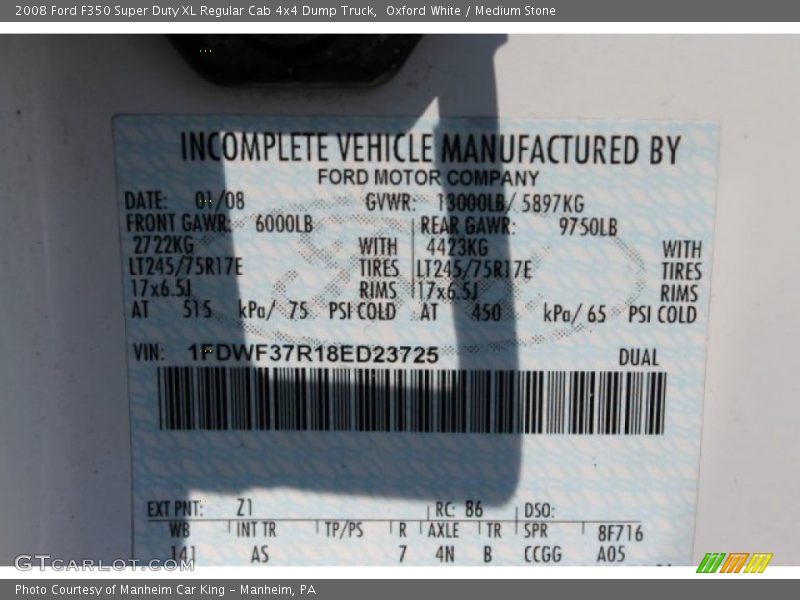 2008 Ford F350 Super Duty XL Regular Cab 4x4 Dump Truck,  Oxford White / Medium Stone
INCOMPLETE VEHICLE MANUFACTURED BY
FORD MOTOR COMPANY
DATE: 01/08 GVWR: 13000LB/ 5897KG
FRONT GAWR: 6000LB REAR GAWR: 9750LB
2722KG WITH 4423KG WITH
LT245/75R17E TIRES LT245/75R17E TIRES
17x6.5J RIMS 17x6.5J RIMS
AT 515 kPa/ 75 PSI COLD AT 450 kPa/ 65 PSI COLD
VIN: 1FDWF37R18ED23725 DUAL
EXT PNT: Z1 RC: 86 DSO:
WB INT TR TP/PS R AXLE TR SPR 8F716
141 AS 7 4N B CCGG A05
GTCarLot.com
Photo Courtesy of Manheim Car King - Manheim, PA